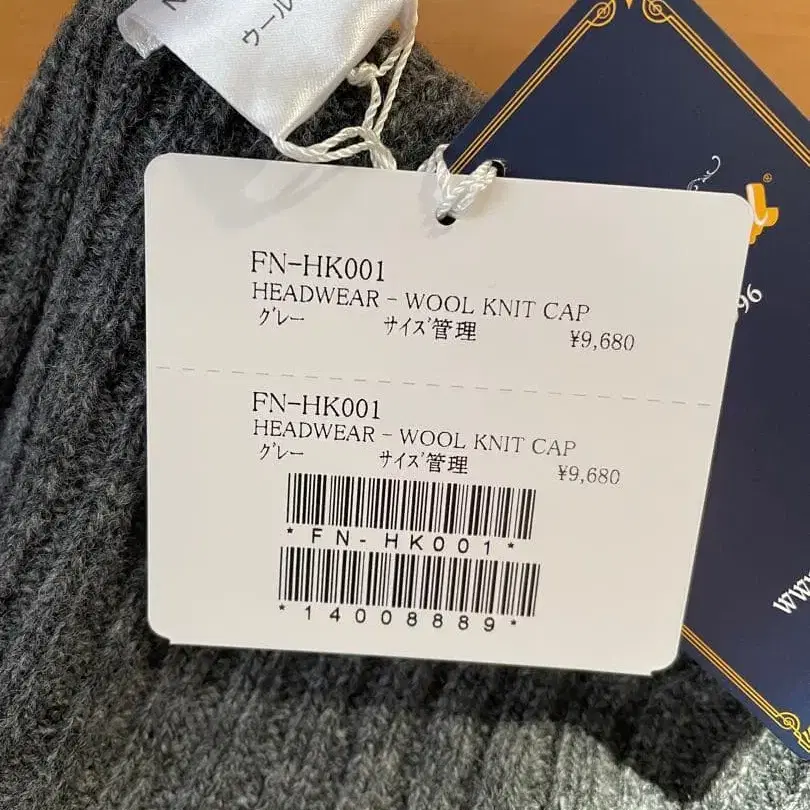 ウール
FN-HK001
HEADWEAR - WOOL KNIT CAP
グレー サイズ管理 ¥9,680
FN-HK001
HEADWEAR - WOOL KNIT CAP
グレー サイズ管理 ¥9,680
*FN-HK001*
*14008889*
96
www.